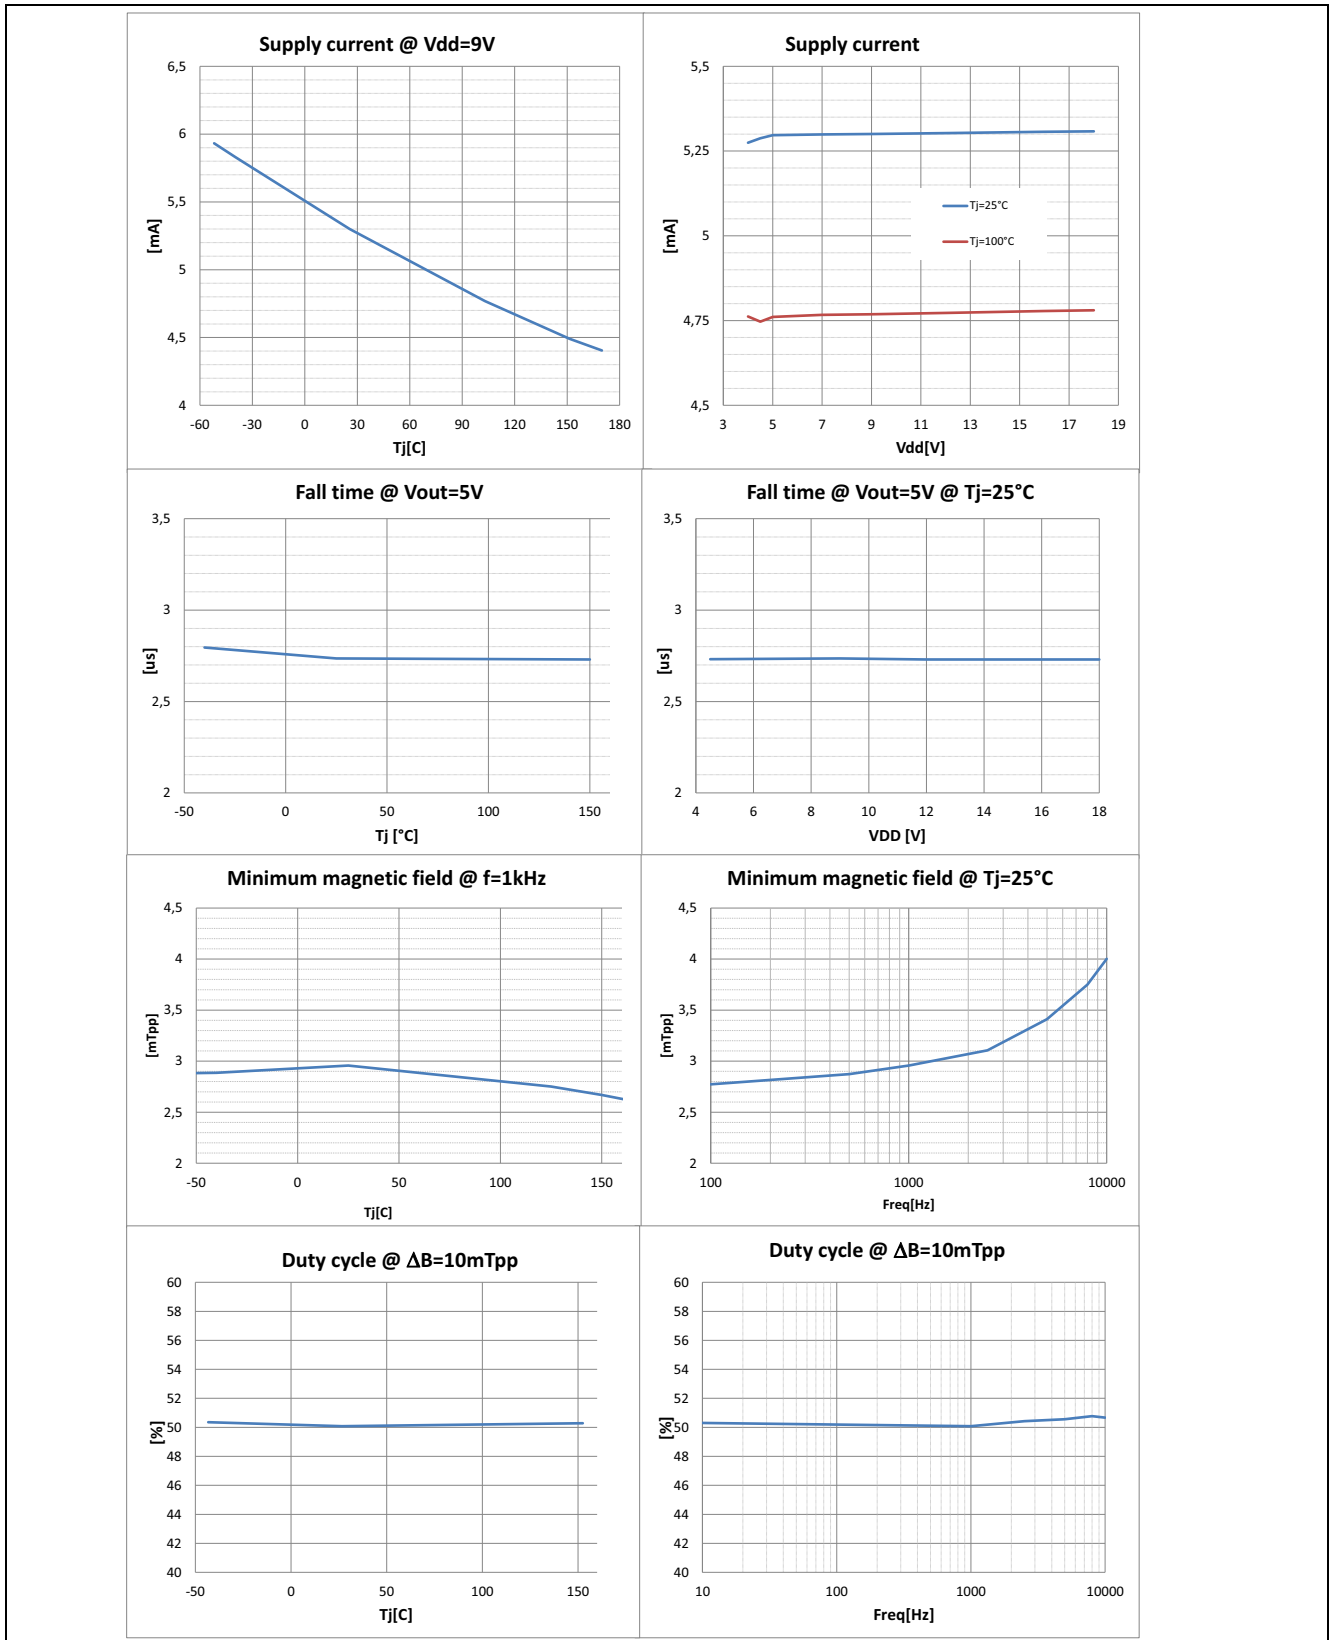 Supply current @ Vdd=9V
6,5
6
5,5
5
4,5
4
[mA]
-60 -30 0 30 60 90 120 150 180
Tj[C]
Supply current
5,5
5,25
5
4,75
4,5
[mA]
Tj=25°C
Tj=100°C
3 5 7 9 11 13 15 17 19
Vdd[V]
Fall time @ Vout=5V
3,5
3
2,5
2
[us]
-50 0 50 100 150
Tj [°C]
Fall time @ Vout=5V @ Tj=25°C
3,5
3
2,5
2
[us]
4 6 8 10 12 14 16 18
VDD [V]
Minimum magnetic field @ f=1kHz
4,5
4
3,5
3
2,5
2
[mTpp]
-50 0 50 100 150
Tj[C]
Minimum magnetic field @ Tj=25°C
4,5
4
3,5
3
2,5
2
[mTpp]
100 1000 10000
Freq[Hz]
Duty cycle @ ΔB=10mTpp
60
58
56
54
52
50
48
46
44
42
40
[%]
-50 0 50 100 150
Tj[C]
Duty cycle @ ΔB=10mTpp
60
58
56
54
52
50
48
46
44
42
40
[%]
10 100 1000 10000
Freq[Hz]